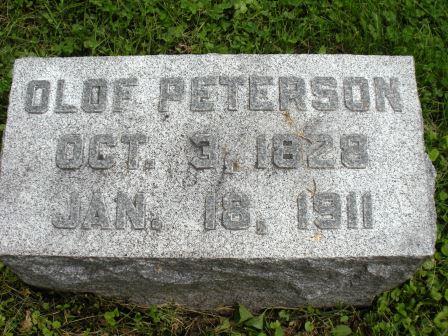 OLOF PETERSON
OCT. 3, 1828
JAN. 18, 1911